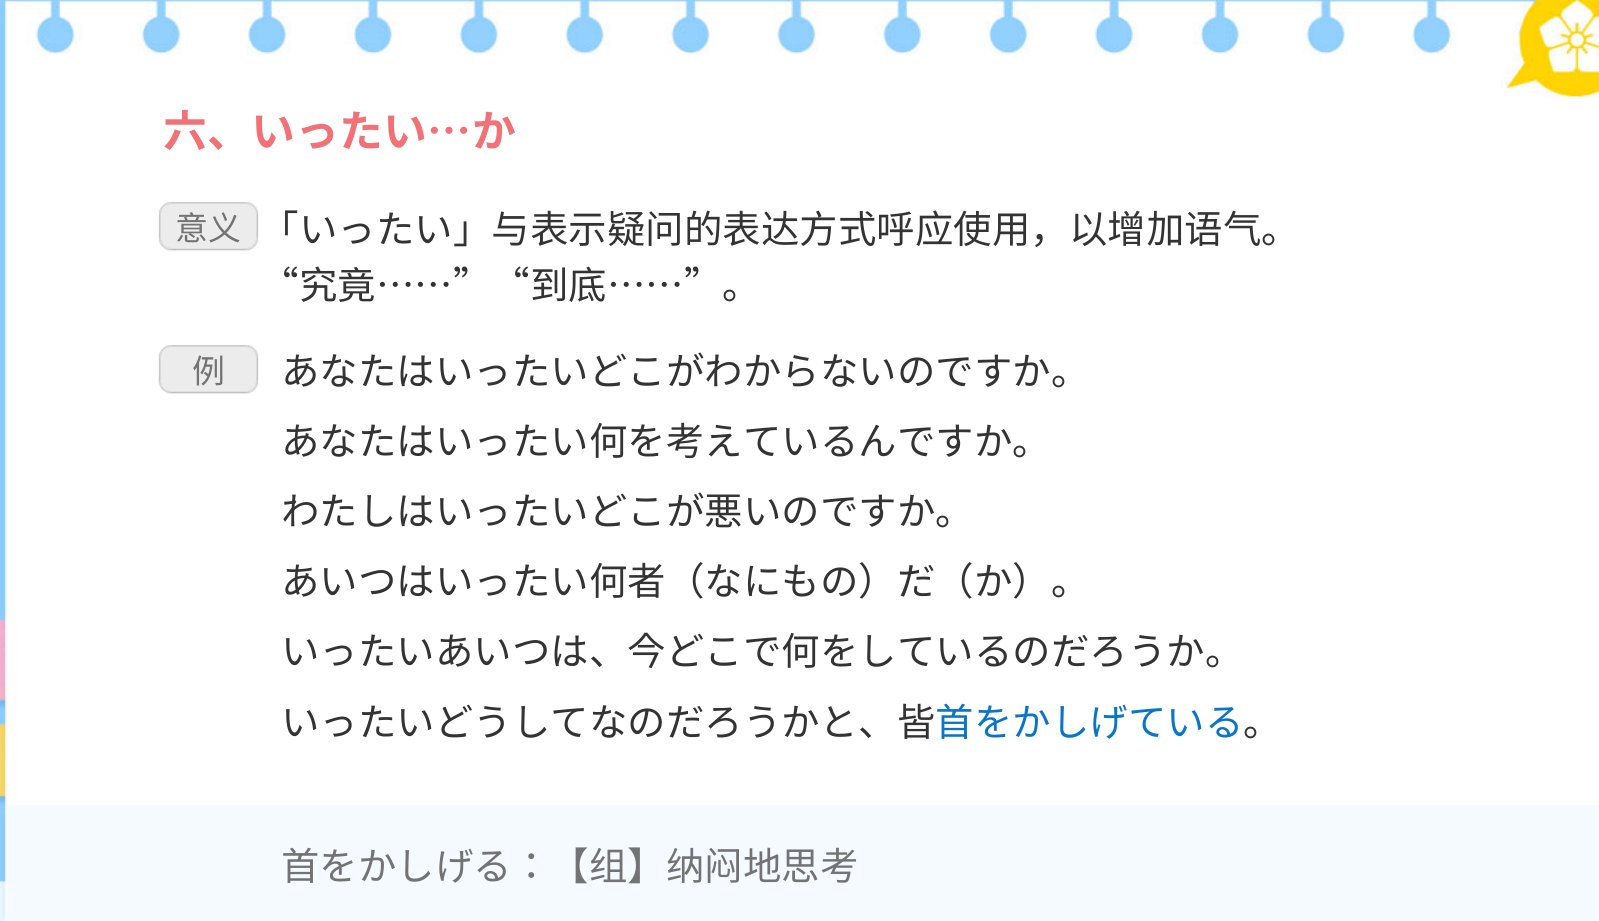 六、いったい…か
意义
「いったい」与表示疑问的表达方式呼应使用，以增加语气。
“究竟……” “到底……” 。
例
あなたはいったいどこがわからないのですか。
あなたはいったい何を考えているんですか。
わたしはいったいどこが悪いのですか。
あいつはいったい何者（なにもの）だ（か）。
いったいあいつは、今どこで何をしているのだろうか。
いったいどうしてなのだろうかと、皆首をかしげている。
首をかしげる：【组】纳闷地思考